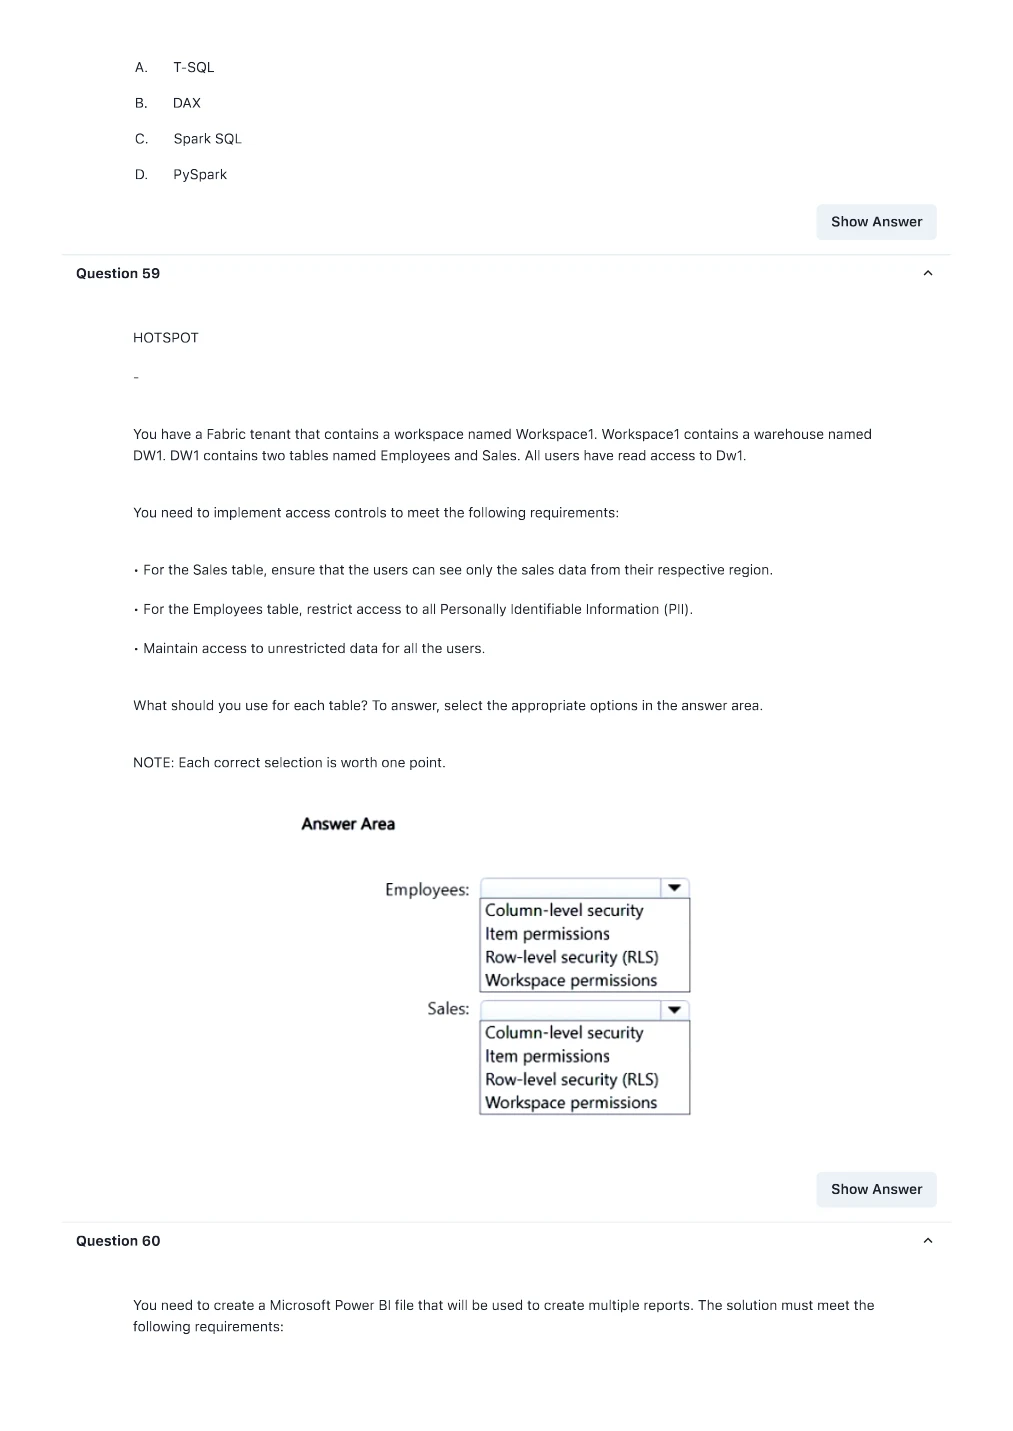 A. T-SQL
B. DAX
C. Spark SQL
D. PySpark
Show Answer
Question 59
HOTSPOT
-
You have a Fabric tenant that contains a workspace named Workspace1. Workspace1 contains a warehouse named
DW1. DW1 contains two tables named Employees and Sales. All users have read access to Dw1.
You need to implement access controls to meet the following requirements:
• For the Sales table, ensure that the users can see only the sales data from their respective region.
• For the Employees table, restrict access to all Personally Identifiable Information (PII).
• Maintain access to unrestricted data for all the users.
What should you use for each table? To answer, select the appropriate options in the answer area.
NOTE: Each correct selection is worth one point.
Answer Area
Employees:
Column-level security
Item permissions
Row-level security (RLS)
Workspace permissions
Sales:
Column-level security
Item permissions
Row-level security (RLS)
Workspace permissions
Show Answer
Question 60
You need to create a Microsoft Power BI file that will be used to create multiple reports. The solution must meet the
following requirements: